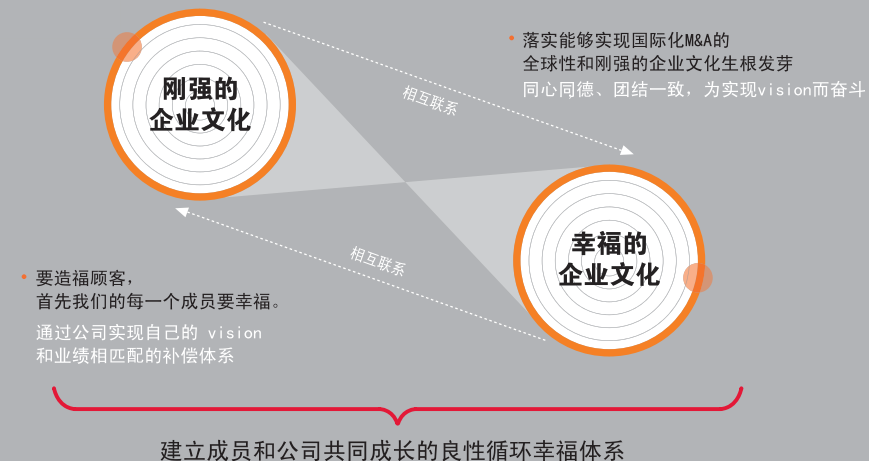 刚强的
企业文化
相互联系
• 落实能够实现国际化M&A的
全球性和刚强的企业文化生根发芽
同心同德、团结一致，为实现vision而奋斗
幸福的
企业文化
相互联系
• 要造福顾客，
首先我们的每一个成员要幸福。
通过公司实现自己的 vision
和业绩相匹配的补偿体系
建立成员和公司共同成长的良性循环幸福体系